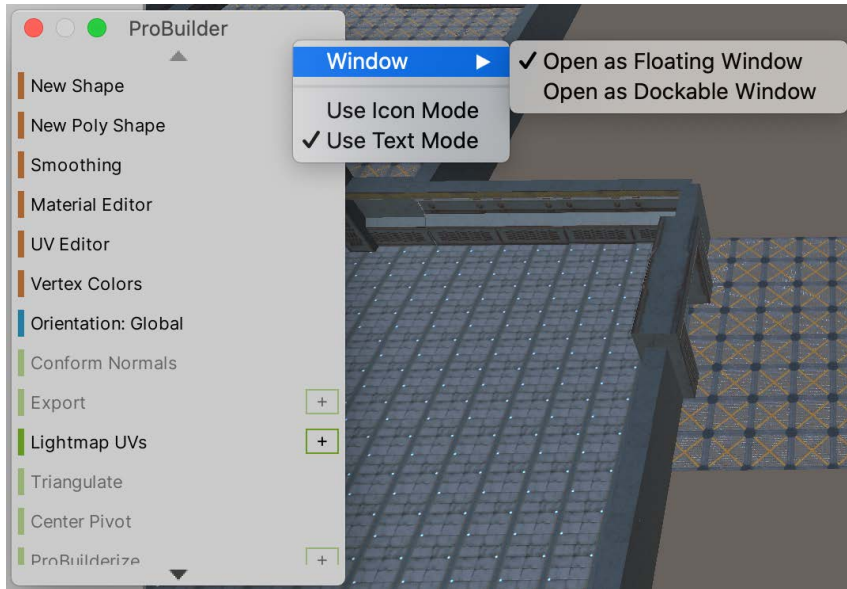 ProBuilder
New Shape
New Poly Shape
Smoothing
Material Editor
UV Editor
Vertex Colors
Orientation: Global
Conform Normals
Export +
Lightmap UVs +
Triangulate
Center Pivot
ProBuilderize +
Window
Use Icon Mode
✓ Use Text Mode
✓ Open as Floating Window
Open as Dockable Window